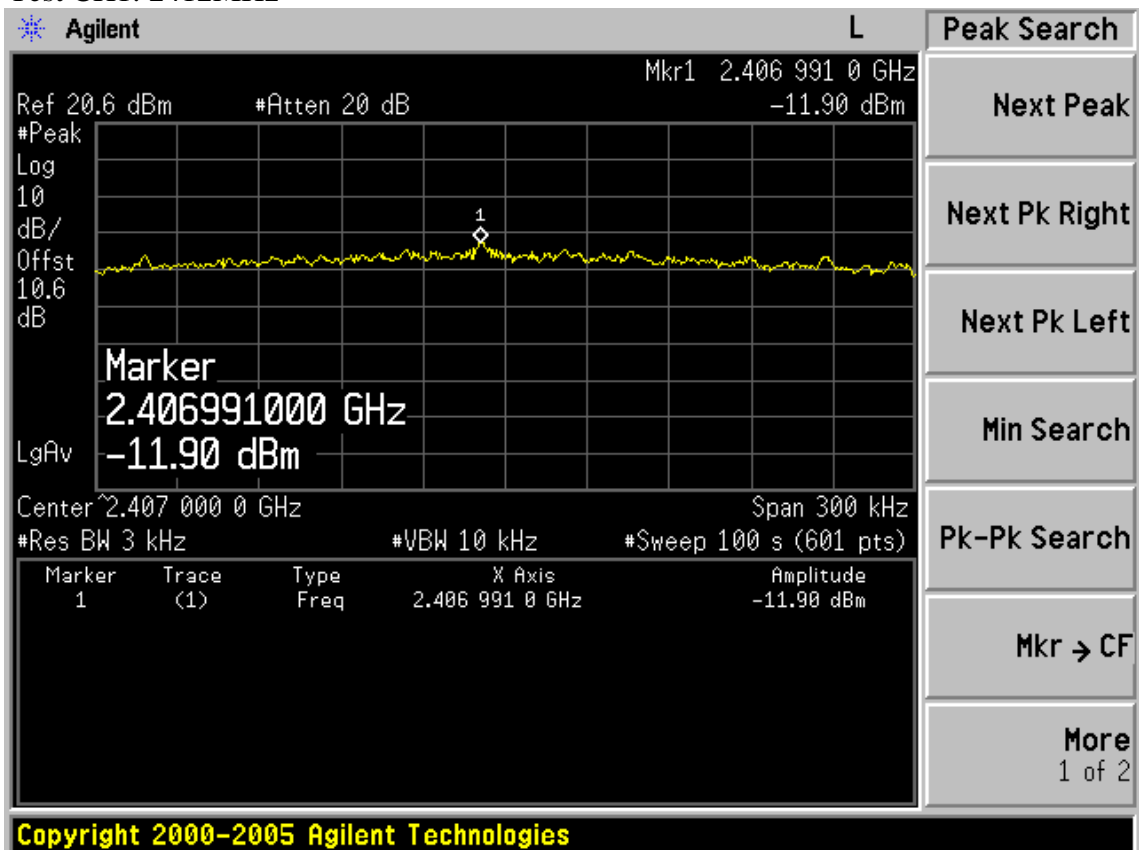 Agilent L Peak Search
Mkr1 2.406 991 0 GHz
Ref 20.6 dBm #Atten 20 dB -11.90 dBm
#Peak
Log
10
dB/
Offst
10.6
dB
1
Marker
2.406991000 GHz
-11.90 dBm
LgAv
Center ^2.407 000 0 GHz Span 300 kHz
#Res BW 3 kHz #VBW 10 kHz #Sweep 100 s (601 pts)
Marker Trace Type X Axis Amplitude
1 (1) Freq 2.406 991 0 GHz -11.90 dBm
Next Peak
Next Pk Right
Next Pk Left
Min Search
Pk-Pk Search
Mkr → CF
More
1 of 2
Copyright 2000-2005 Agilent Technologies